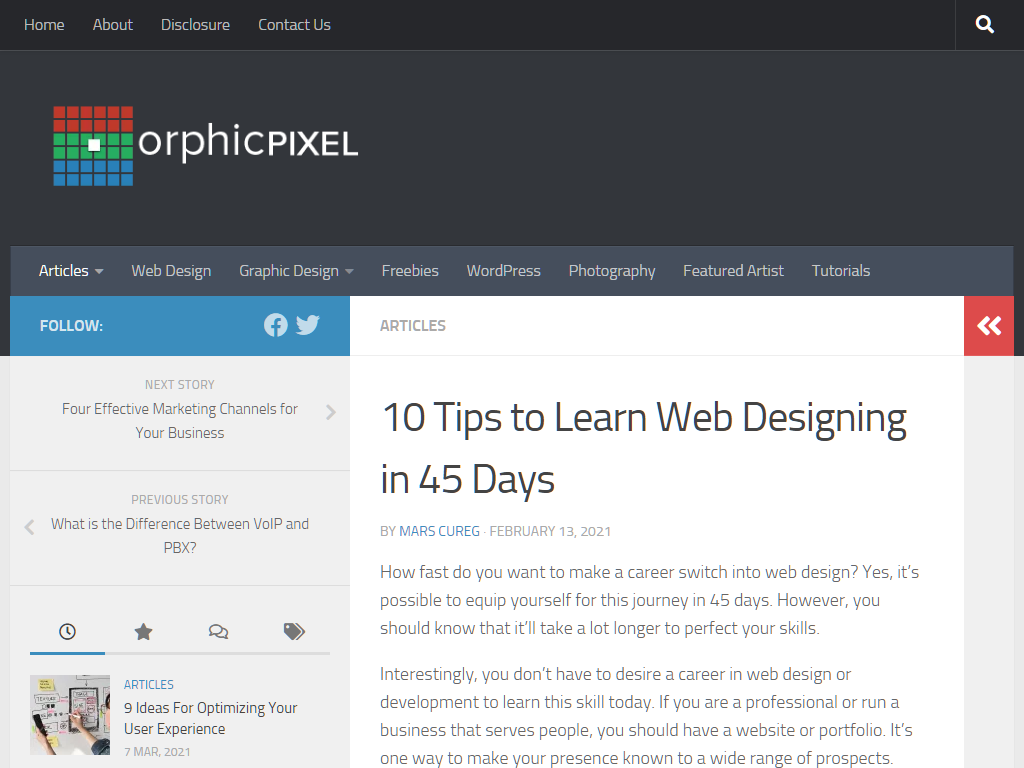 Home About Disclosure Contact Us
orphicPIXEL
Articles Web Design Graphic Design Freebies WordPress Photography Featured Artist Tutorials
FOLLOW:
ARTICLES
NEXT STORY
Four Effective Marketing Channels for
Your Business
PREVIOUS STORY
What is the Difference Between VoIP and
PBX?
ARTICLES
9 Ideas For Optimizing Your
User Experience
7 MAR, 2021
10 Tips to Learn Web Designing
in 45 Days
BY MARS CUREG · FEBRUARY 13, 2021
How fast do you want to make a career switch into web design? Yes, it’s
possible to equip yourself for this journey in 45 days. However, you
should know that it’ll take a lot longer to perfect your skills.
Interestingly, you don’t have to desire a career in web design or
development to learn this skill today. If you are a professional or run a
business that serves people, you should have a website or portfolio. It’s
one way to make your presence known to a wide range of prospects.